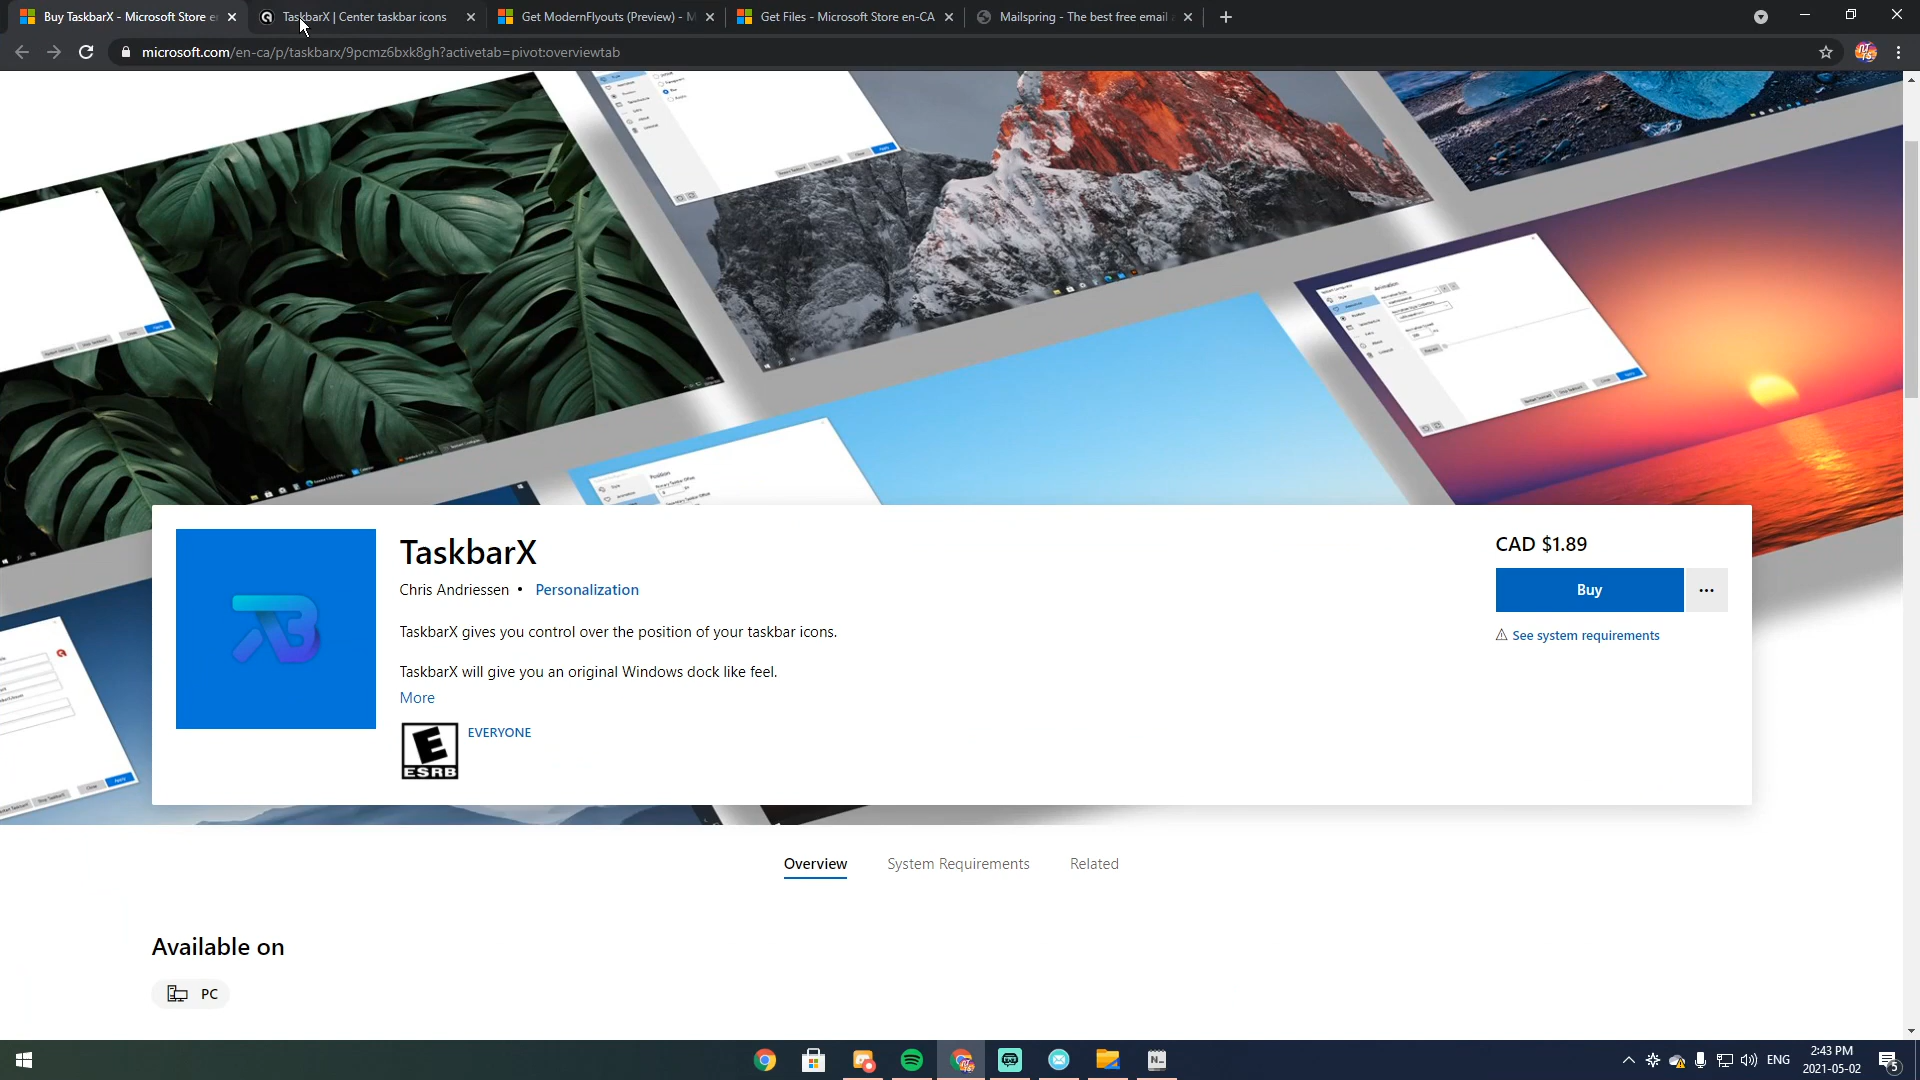 Buy TaskbarX - Microsoft Store e
TaskbarX | Center taskbar icons
Get ModernFlyouts (Preview) - M
Get Files - Microsoft Store en-CA
Mailspring - The best free email
microsoft.com/en-ca/p/taskbarx/9pcmz6bxk8gh?activetab=pivot:overviewtab
TaskbarX
Chris Andriessen • Personalization
TaskbarX gives you control over the position of your taskbar icons.
TaskbarX will give you an original Windows dock like feel.
More
E
ESRB
EVERYONE
CAD $1.89
Buy
See system requirements
Overview
System Requirements
Related
Available on
PC
ENG
2:43 PM
2021-05-02
5